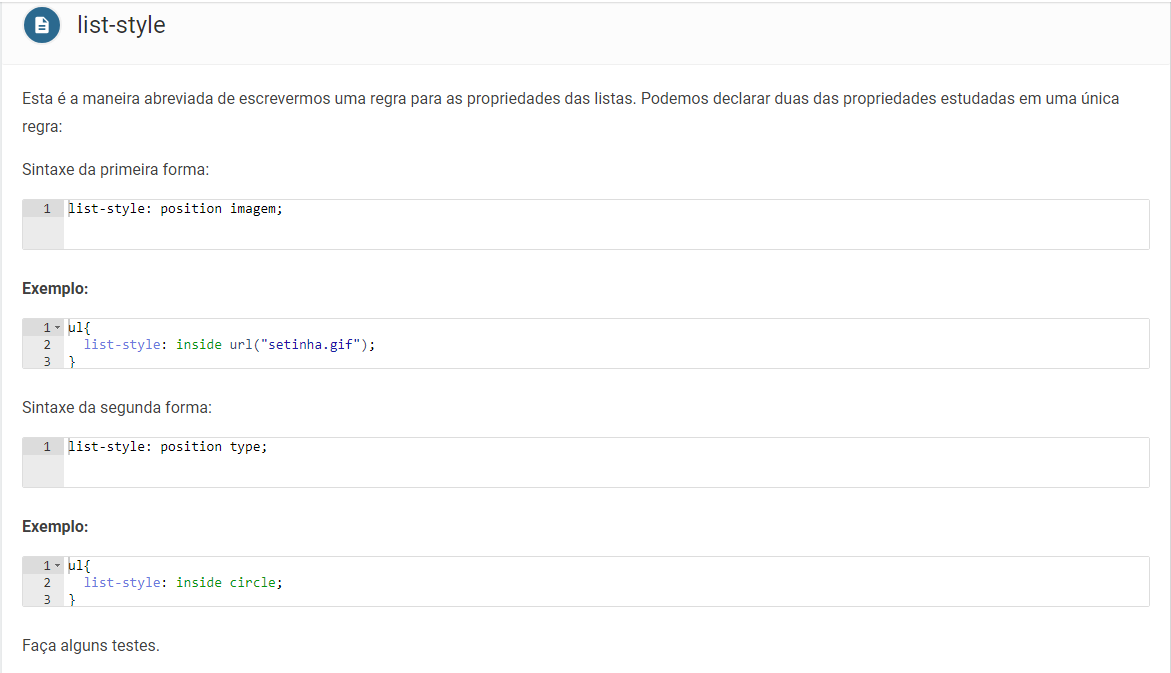 list-style
Esta é a maneira abreviada de escrevermos uma regra para as propriedades das listas. Podemos declarar duas das propriedades estudadas em uma única
regra:
Sintaxe da primeira forma:
1 list-style: position imagem;
Exemplo:
1 ul{
2 list-style: inside url("setinha.gif");
3 }
Sintaxe da segunda forma:
1 list-style: position type;
Exemplo:
1 ul{
2 list-style: inside circle;
3 }
Faça alguns testes.